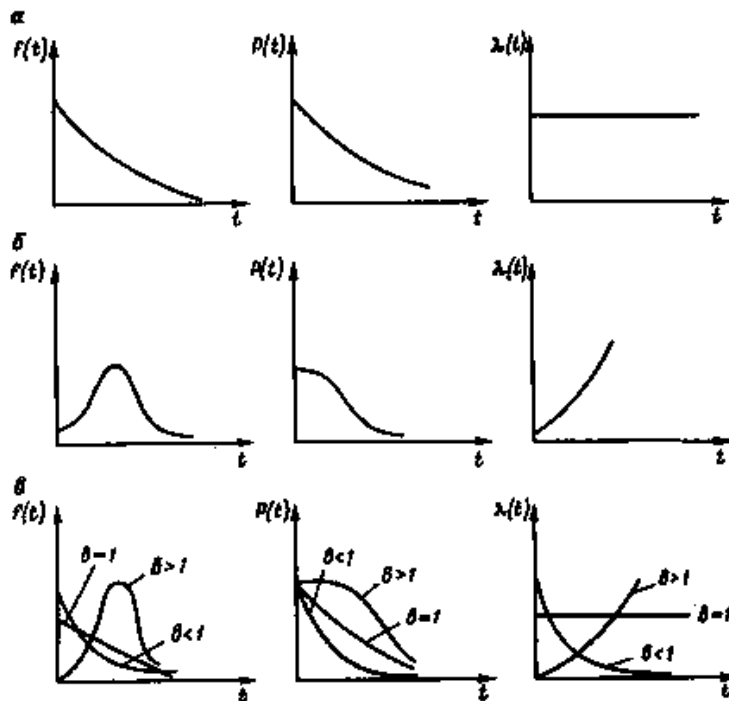 а
f(t) P(t) λ(t)
t t t
б
f(t) P(t) λ(t)
t t t
в
f(t) P(t) λ(t)
в=1 в>1 в<1 в<1 в>1 в=1 в>1 в=1 в<1
t t t